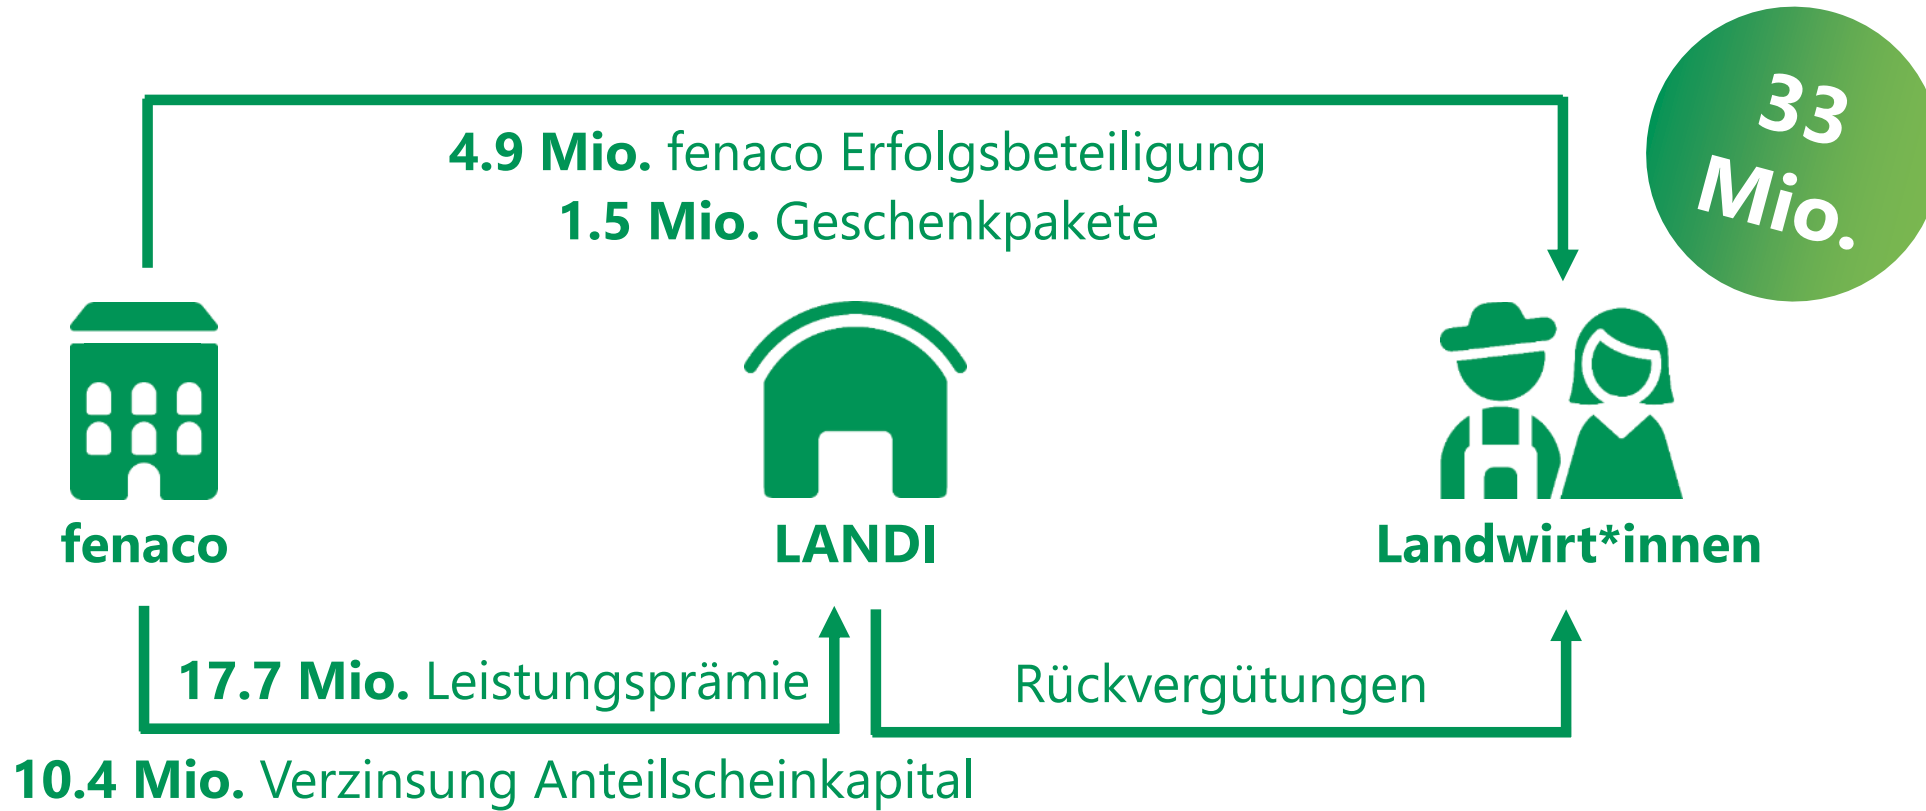 33
Mio.
4.9 Mio. fenaco Erfolgsbeteiligung
1.5 Mio. Geschenkpakete
fenaco
LANDI
Landwirt*innen
17.7 Mio. Leistungsprämie
Rückvergütungen
10.4 Mio. Verzinsung Anteilscheinkapital